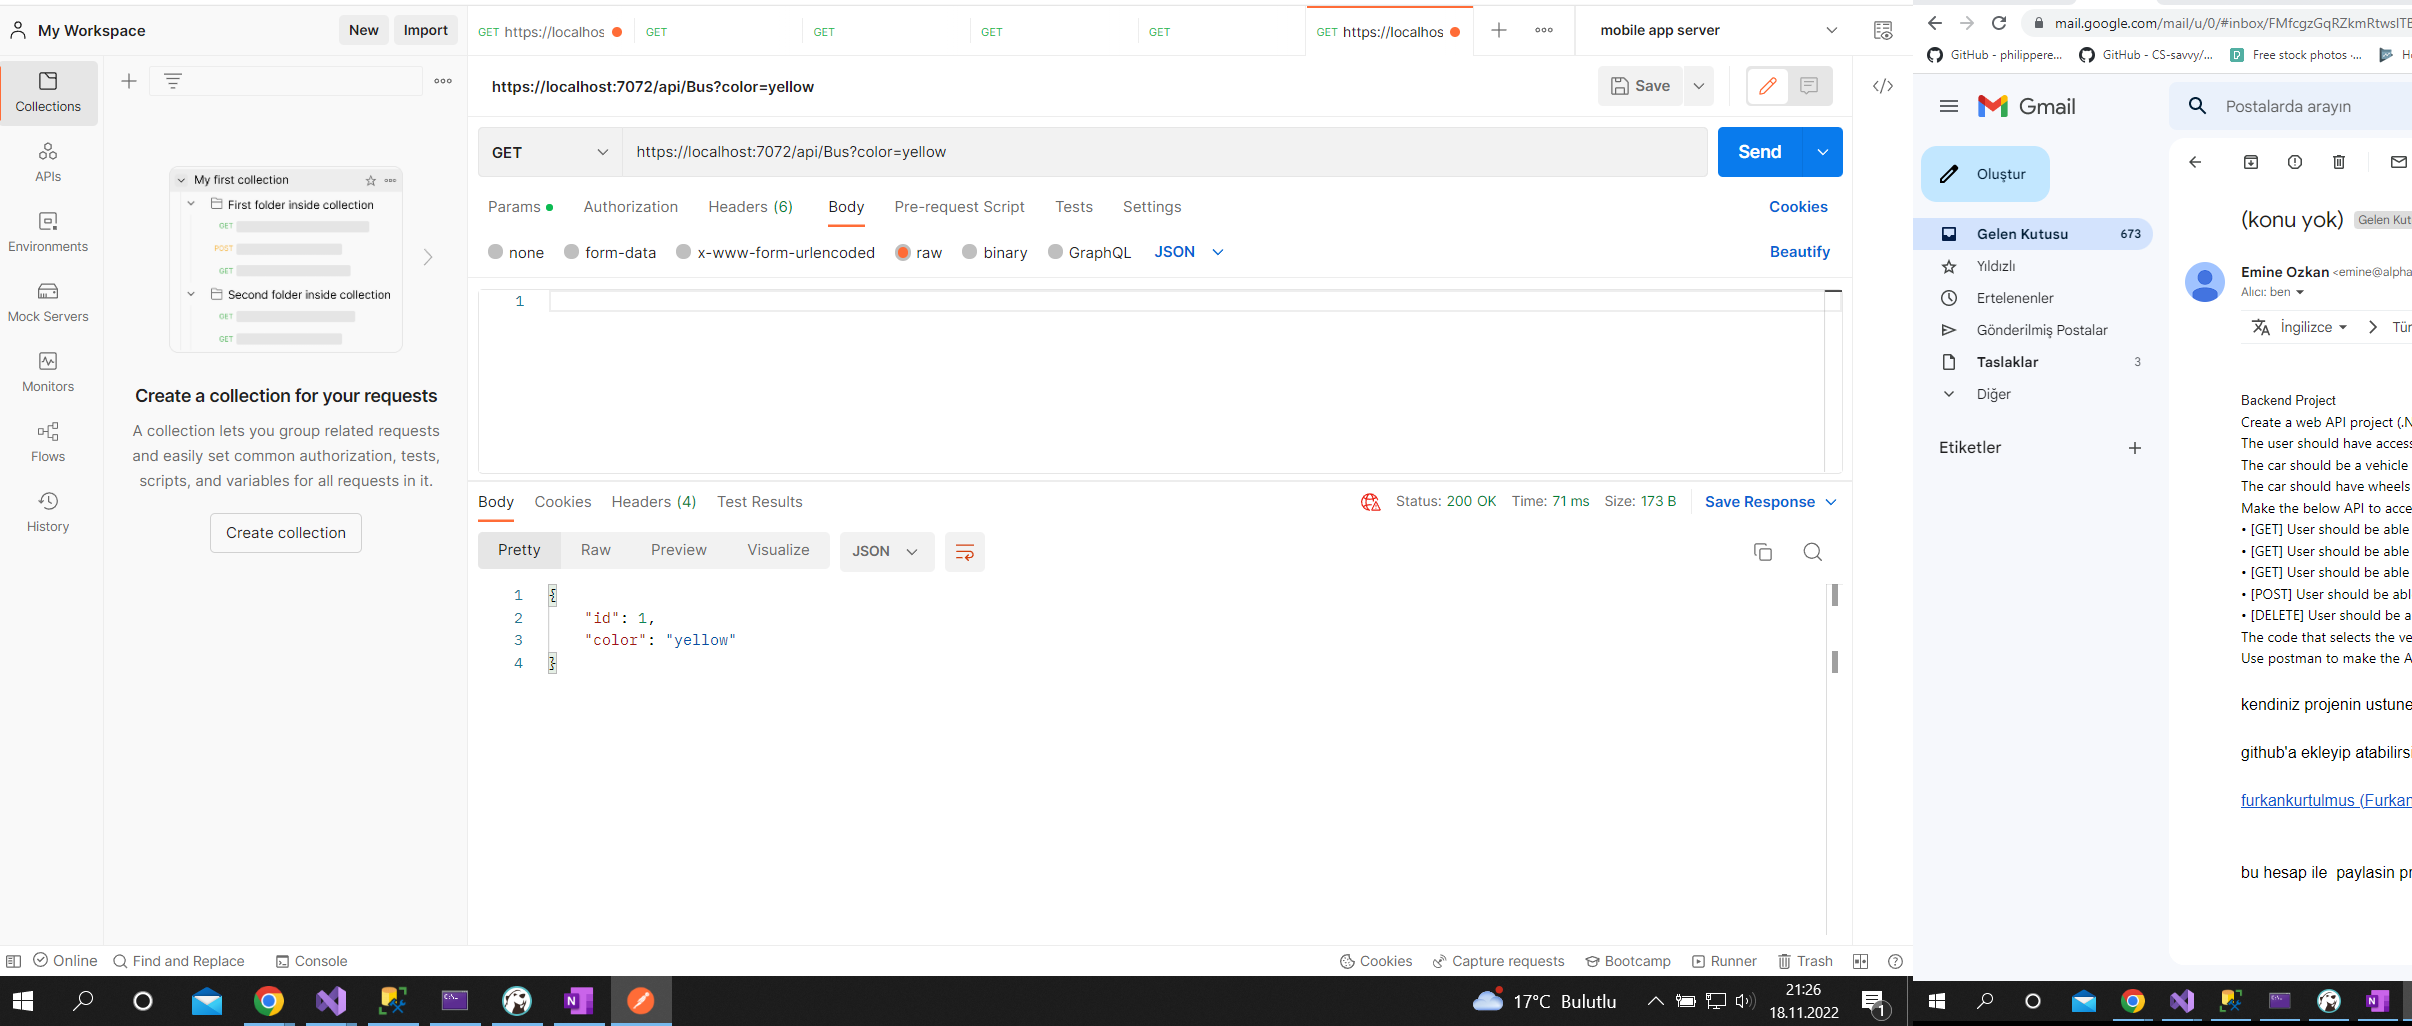 My Workspace
New
Import
GET https://localhos
GET
GET
GET
GET
GET https://localhos
mobile app server
Collections
APIs
Environments
Mock Servers
Monitors
Flows
History
My first collection
First folder inside collection
GET
POST
GET
Second folder inside collection
GET
GET
Create a collection for your requests
A collection lets you group related requests
and easily set common authorization, tests,
scripts, and variables for all requests in it.
Create collection
https://localhost:7072/api/Bus?color=yellow
Save
GET
https://localhost:7072/api/Bus?color=yellow
Send
Params
Authorization
Headers (6)
Body
Pre-request Script
Tests
Settings
Cookies
none
form-data
x-www-form-urlencoded
raw
binary
GraphQL
JSON
Beautify
1
Body
Cookies
Headers (4)
Test Results
Status: 200 OK
Time: 71 ms
Size: 173 B
Save Response
Pretty
Raw
Preview
Visualize
JSON
1 {
2 "id": 1,
3 "color": "yellow"
4 }
Online
Find and Replace
Console
Cookies
Capture requests
Bootcamp
Runner
Trash
17°C Bulutlu
21:26
18.11.2022
1
mail.google.com/mail/u/0/#inbox/FMfcgzGqRZkmRtwslTE
GitHub - philippere...
GitHub - CS-savvy/...
Free stock photos -...
Gmail
Postalarda arayın
Oluştur
Gelen Kutusu 673
Yıldızlı
Ertelenenler
Gönderilmiş Postalar
Taslaklar 3
Diğer
Etiketler
(konu yok)
Gelen Kut
Emine Ozkan <emine@alpha
Alıcı: ben
İngilizce
Tür
Backend Project
Create a web API project (.N
The user should have acces
The car should be a vehicle
The car should have wheels
Make the below API to acce
• [GET] User should be able
• [GET] User should be able
• [GET] User should be able
• [POST] User should be abl
• [DELETE] User should be a
The code that selects the ve
Use postman to make the A
kendiniz projenin ustune
github'a ekleyip atabilirsi
furkankurtulmus (Furkan
bu hesap ile paylasin pr